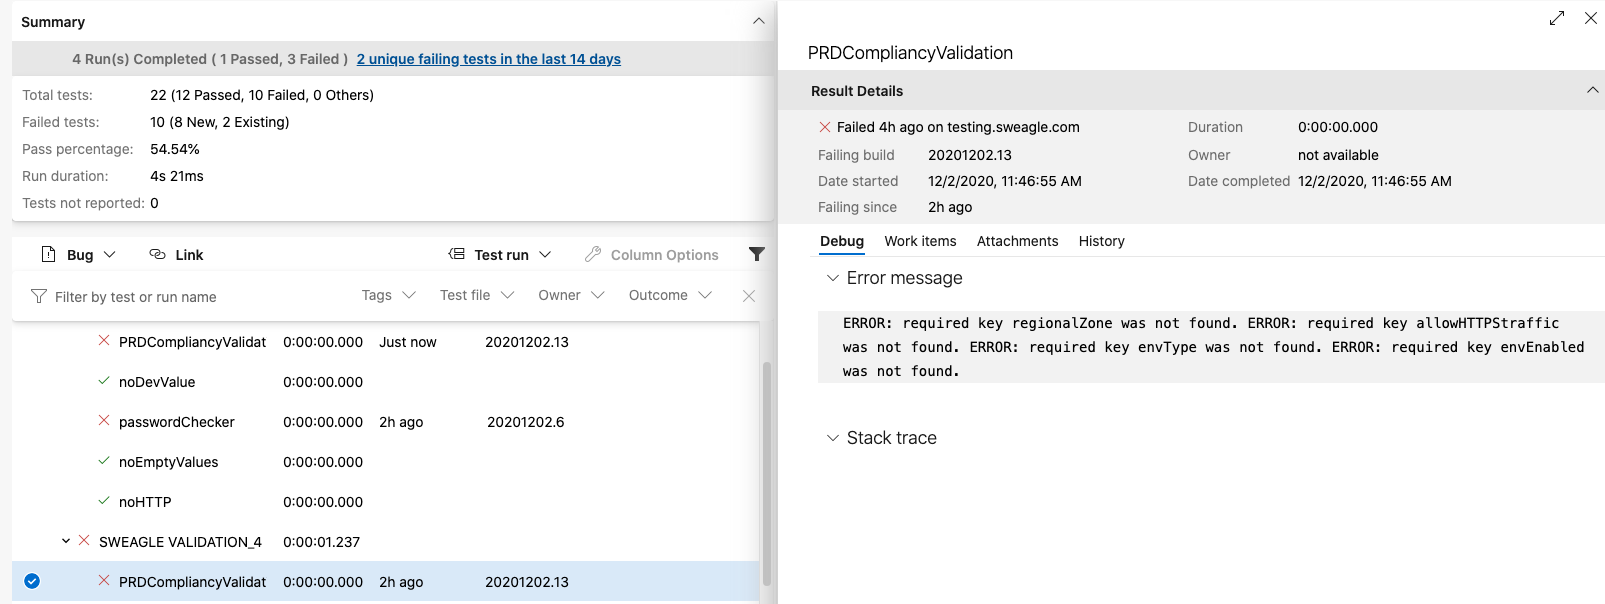 Summary
4 Run(s) Completed ( 1 Passed, 3 Failed ) 2 unique failing tests in the last 14 days
Total tests: 22 (12 Passed, 10 Failed, 0 Others)
Failed tests: 10 (8 New, 2 Existing)
Pass percentage: 54.54%
Run duration: 4s 21ms
Tests not reported: 0
Bug Link Test run Column Options
Filter by test or run name Tags Test file Owner Outcome
PRDCompliancyValidat 0:00:00.000 Just now 20201202.13
noDevValue 0:00:00.000
passwordChecker 0:00:00.000 2h ago 20201202.6
noEmptyValues 0:00:00.000
noHTTP 0:00:00.000
SWEAGLE VALIDATION_4 0:00:01.237
PRDCompliancyValidat 0:00:00.000 2h ago 20201202.13
PRDCompliancyValidation
Result Details
Failed 4h ago on testing.sweagle.com Duration 0:00:00.000
Failing build 20201202.13 Owner not available
Date started 12/2/2020, 11:46:55 AM Date completed 12/2/2020, 11:46:55 AM
Failing since 2h ago
Debug Work items Attachments History
Error message
ERROR: required key regionalZone was not found. ERROR: required key allowHTTPStraffic
was not found. ERROR: required key envType was not found. ERROR: required key envEnabled
was not found.
Stack trace